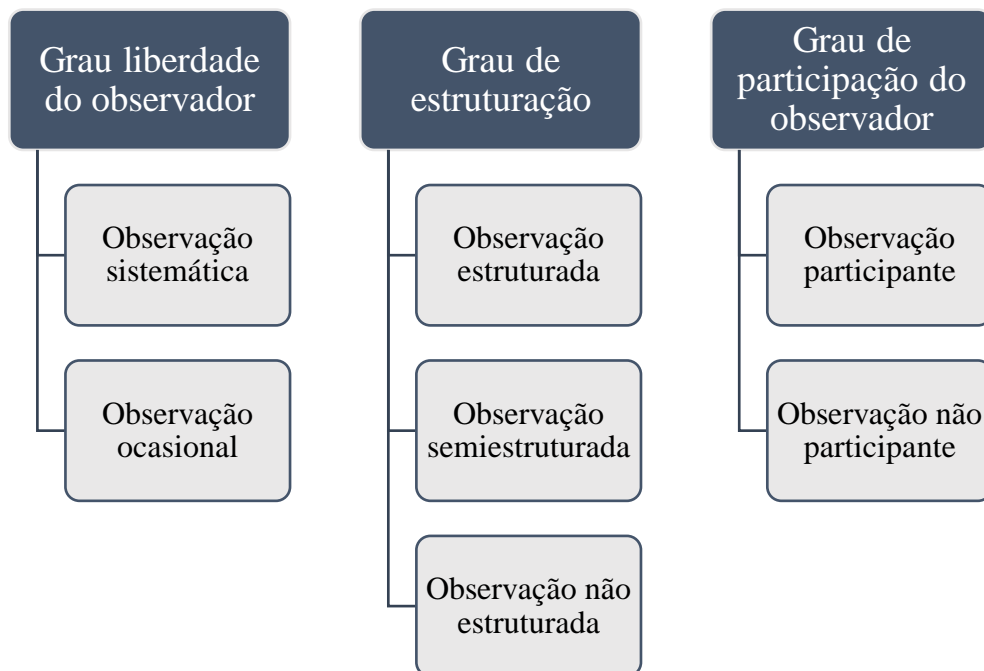 Grau liberdade
do observador
Observação
sistemática
Observação
ocasional
Grau de
estruturação
Observação
estruturada
Observação
semiestruturada
Observação não
estruturada
Grau de
participação do
observador
Observação
participante
Observação não
participante